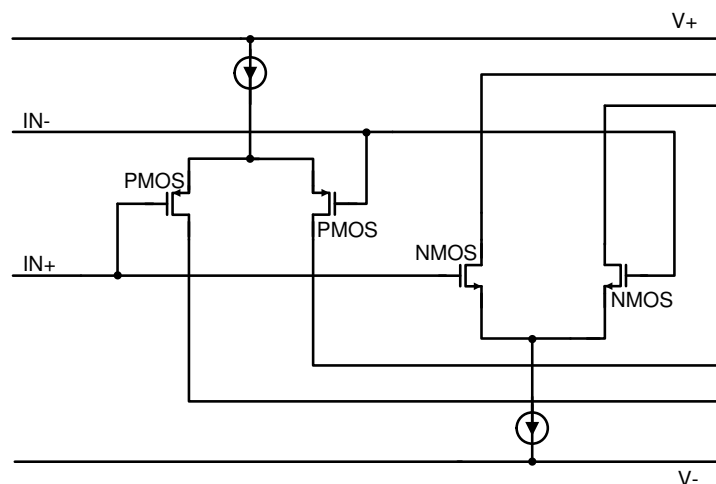 V+
IN-
PMOS
PMOS
NMOS
IN+
NMOS
V-